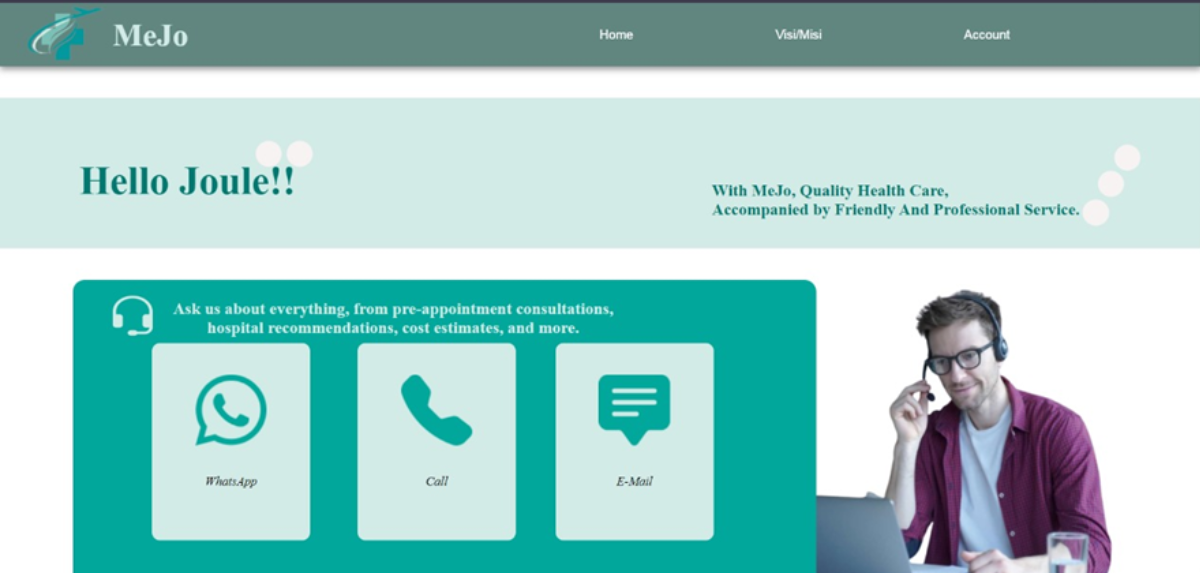 MeJo
Home
Visi/Misi
Account
Hello Joule!!
With MeJo, Quality Health Care,
Accompanied by Friendly And Professional Service.
Ask us about everything, from pre-appointment consultations,
hospital recommendations, cost estimates, and more.
WhatsApp
Call
E-Mail